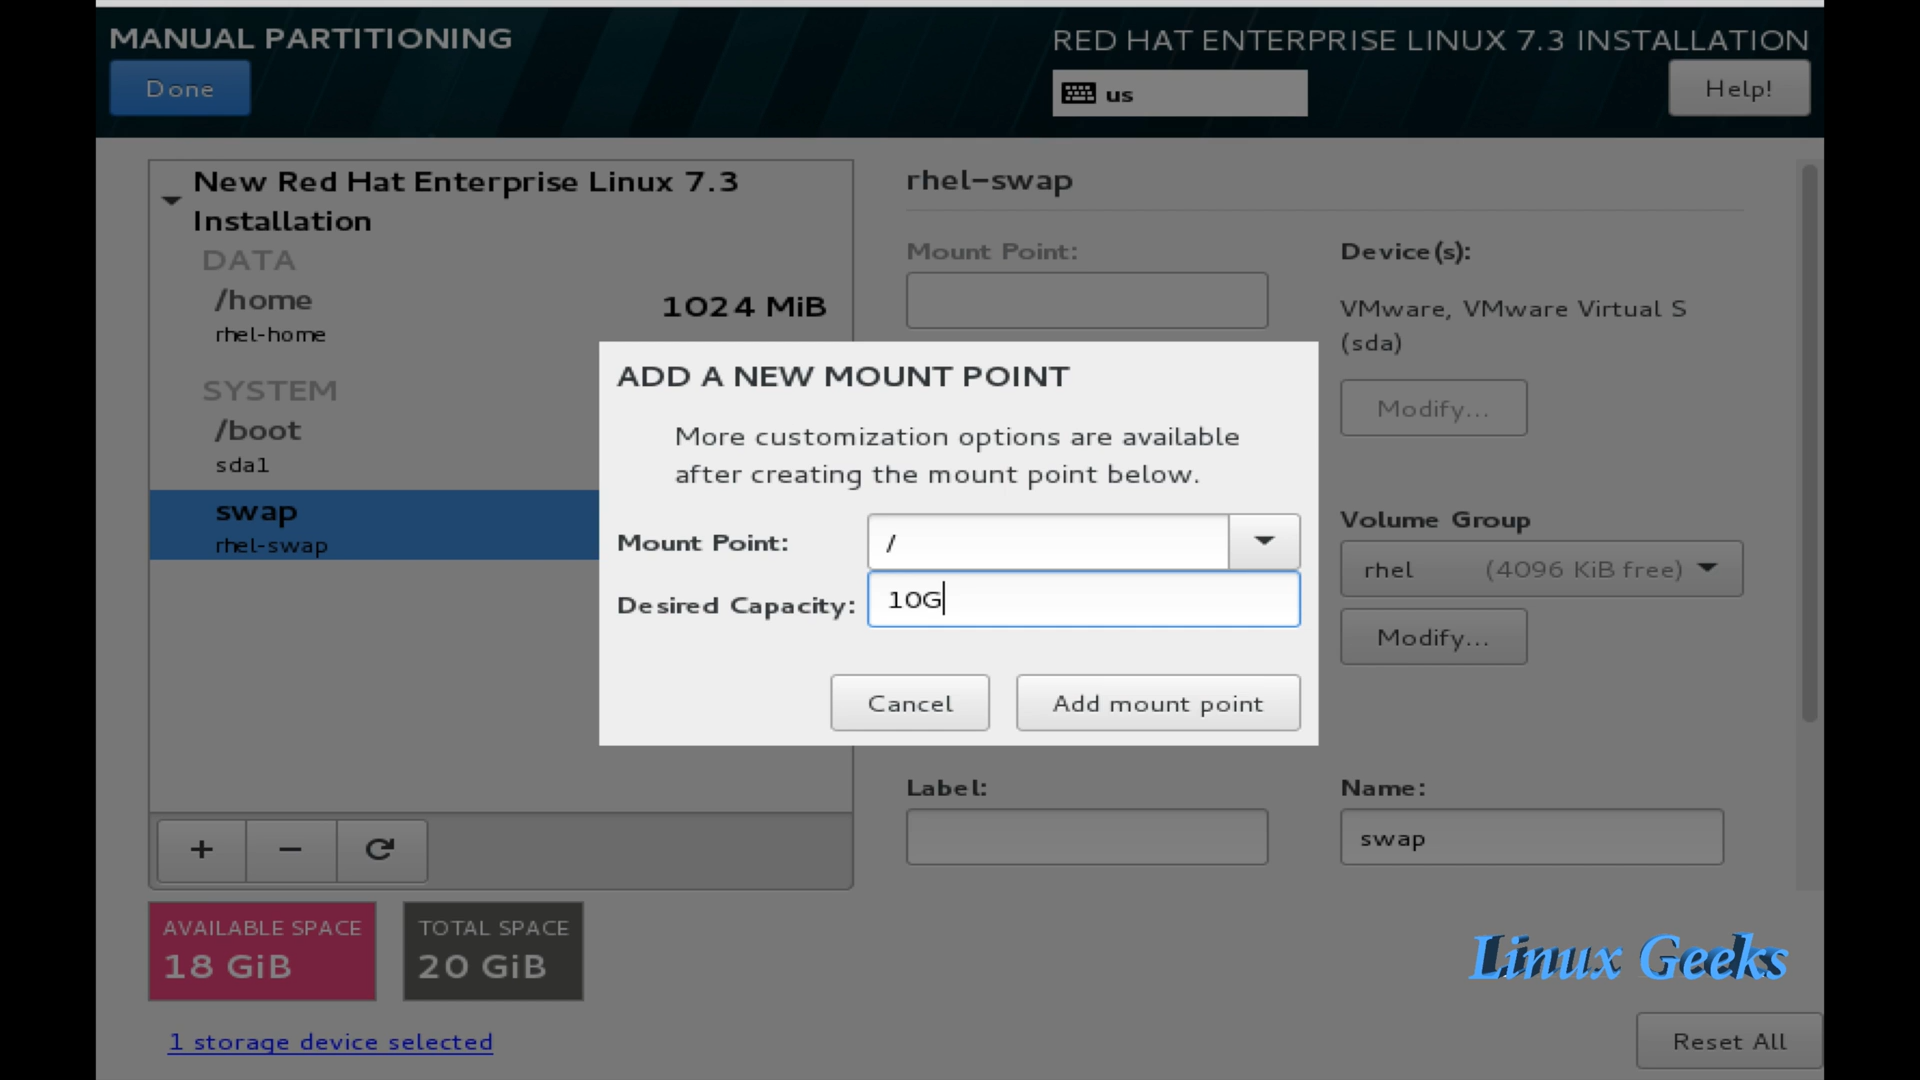 MANUAL PARTITIONING
RED HAT ENTERPRISE LINUX 7.3 INSTALLATION
Done
us
Help!
New Red Hat Enterprise Linux 7.3
Installation
DATA
/home
1024 MiB
rhel-home
SYSTEM
/boot
sda1
swap
rhel-swap
+
−
AVAILABLE SPACE
18 GiB
TOTAL SPACE
20 GiB
1 storage device selected
rhel-swap
Mount Point:
Device(s):
VMware, VMware Virtual S
(sda)
Modify...
Volume Group
rhel (4096 KiB free)
Modify...
Label:
Name:
swap
ADD A NEW MOUNT POINT
More customization options are available
after creating the mount point below.
Mount Point: /
Desired Capacity: 10G
Cancel
Add mount point
Linux Geeks
Reset All